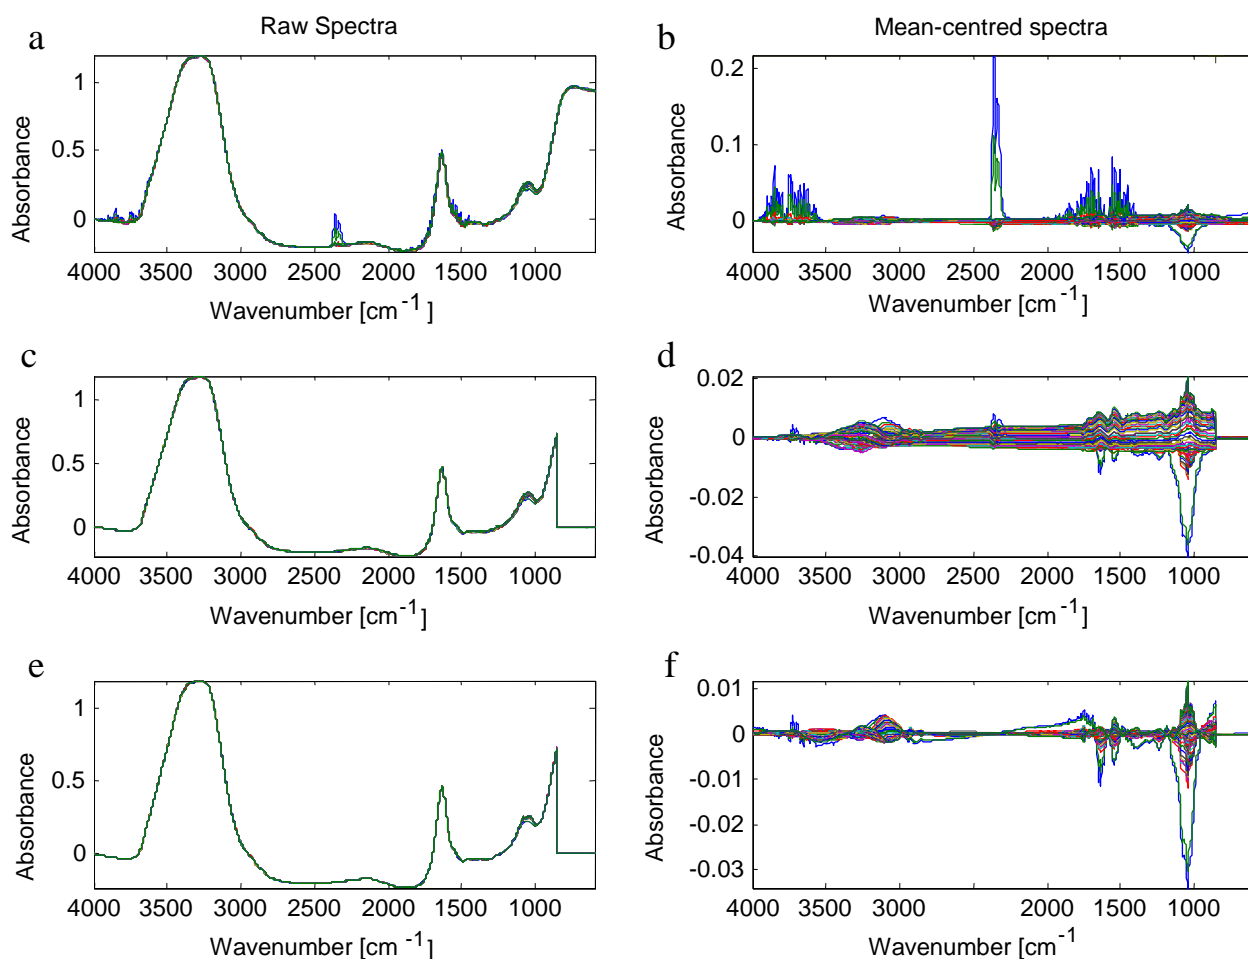 Raw Spectra
Mean-centred spectra
a
b
Absorbance
1
0.5
0
4000 3500 3000 2500 2000 1500 1000
Wavenumber [cm-1 ]
Absorbance
0.2
0.1
0
4000 3500 3000 2500 2000 1500 1000
Wavenumber [cm-1]
c
d
Absorbance
1
0.5
0
4000 3500 3000 2500 2000 1500 1000
Wavenumber [cm-1]
Absorbance
0.02
0
-0.02
-0.04
4000 3500 3000 2500 2000 1500 1000
Wavenumber [cm-1]
e
f
Absorbance
1
0.5
0
4000 3500 3000 2500 2000 1500 1000
Wavenumber [cm -1]
Absorbance
0.01
0
-0.01
-0.02
-0.03
4000 3500 3000 2500 2000 1500 1000
Wavenumber [cm-1